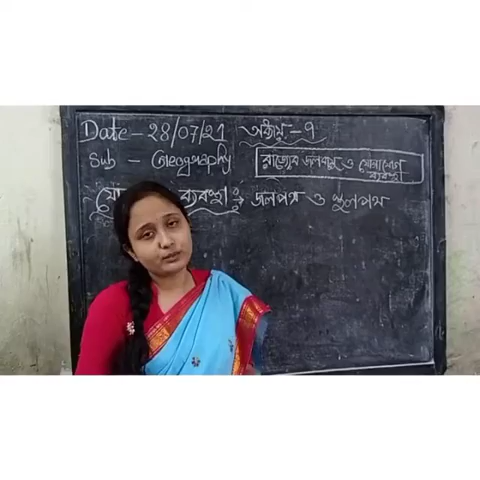 Date - 28/07/21 অধ্যায় - ৭
Sub - Geography রাজ্যের জলবায়ু ও যোগাযোগ
ব্যবস্থা
ব্যবস্থা : → জলপথ ও স্থলপথ